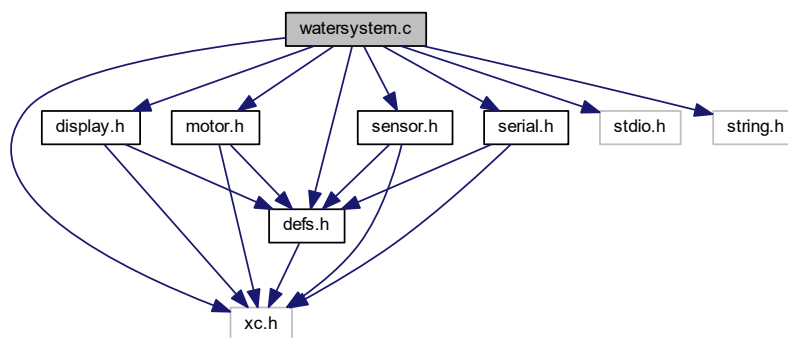 watersystem.c
display.h
motor.h
sensor.h
serial.h
stdio.h
string.h
defs.h
xc.h